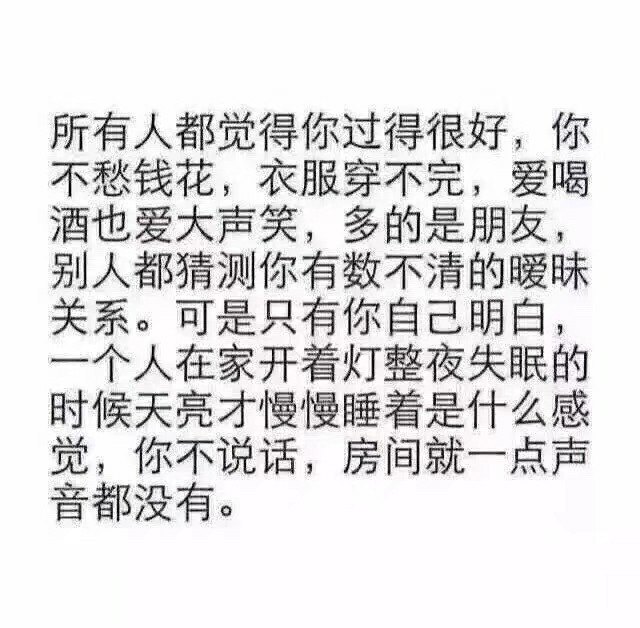 所有人都觉得你过得很好，你
不愁钱花，衣服穿不完，爱喝
酒也爱大声笑，多的是朋友，
别人都猜测你有数不清的暧昧
关系。可是只有你自己明白，
一个人在家开着灯整夜失眠的
时候天亮才慢慢睡着是什么感
觉，你不说话，房间就一点声
音都没有。